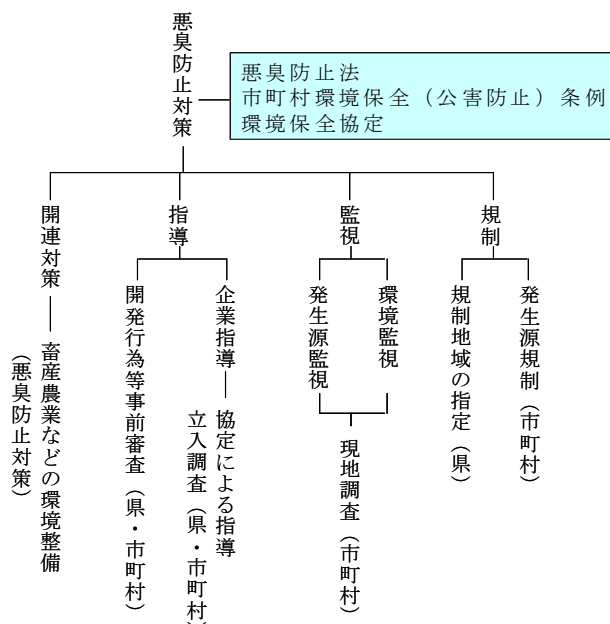 悪臭防止対策
悪臭防止法
市町村環境保全（公害防止）条例
環境保全協定
規制
発生源規制（市町村）
規制地域の指定（県）
監視
環境監視
発生源監視
現地調査（市町村）
指導
企業指導
協定による指導
立入調査（県・市町村）
開発行為等事前審査（県・市町村）
開連対策
畜産農業などの環境整備
（悪臭防止対策）